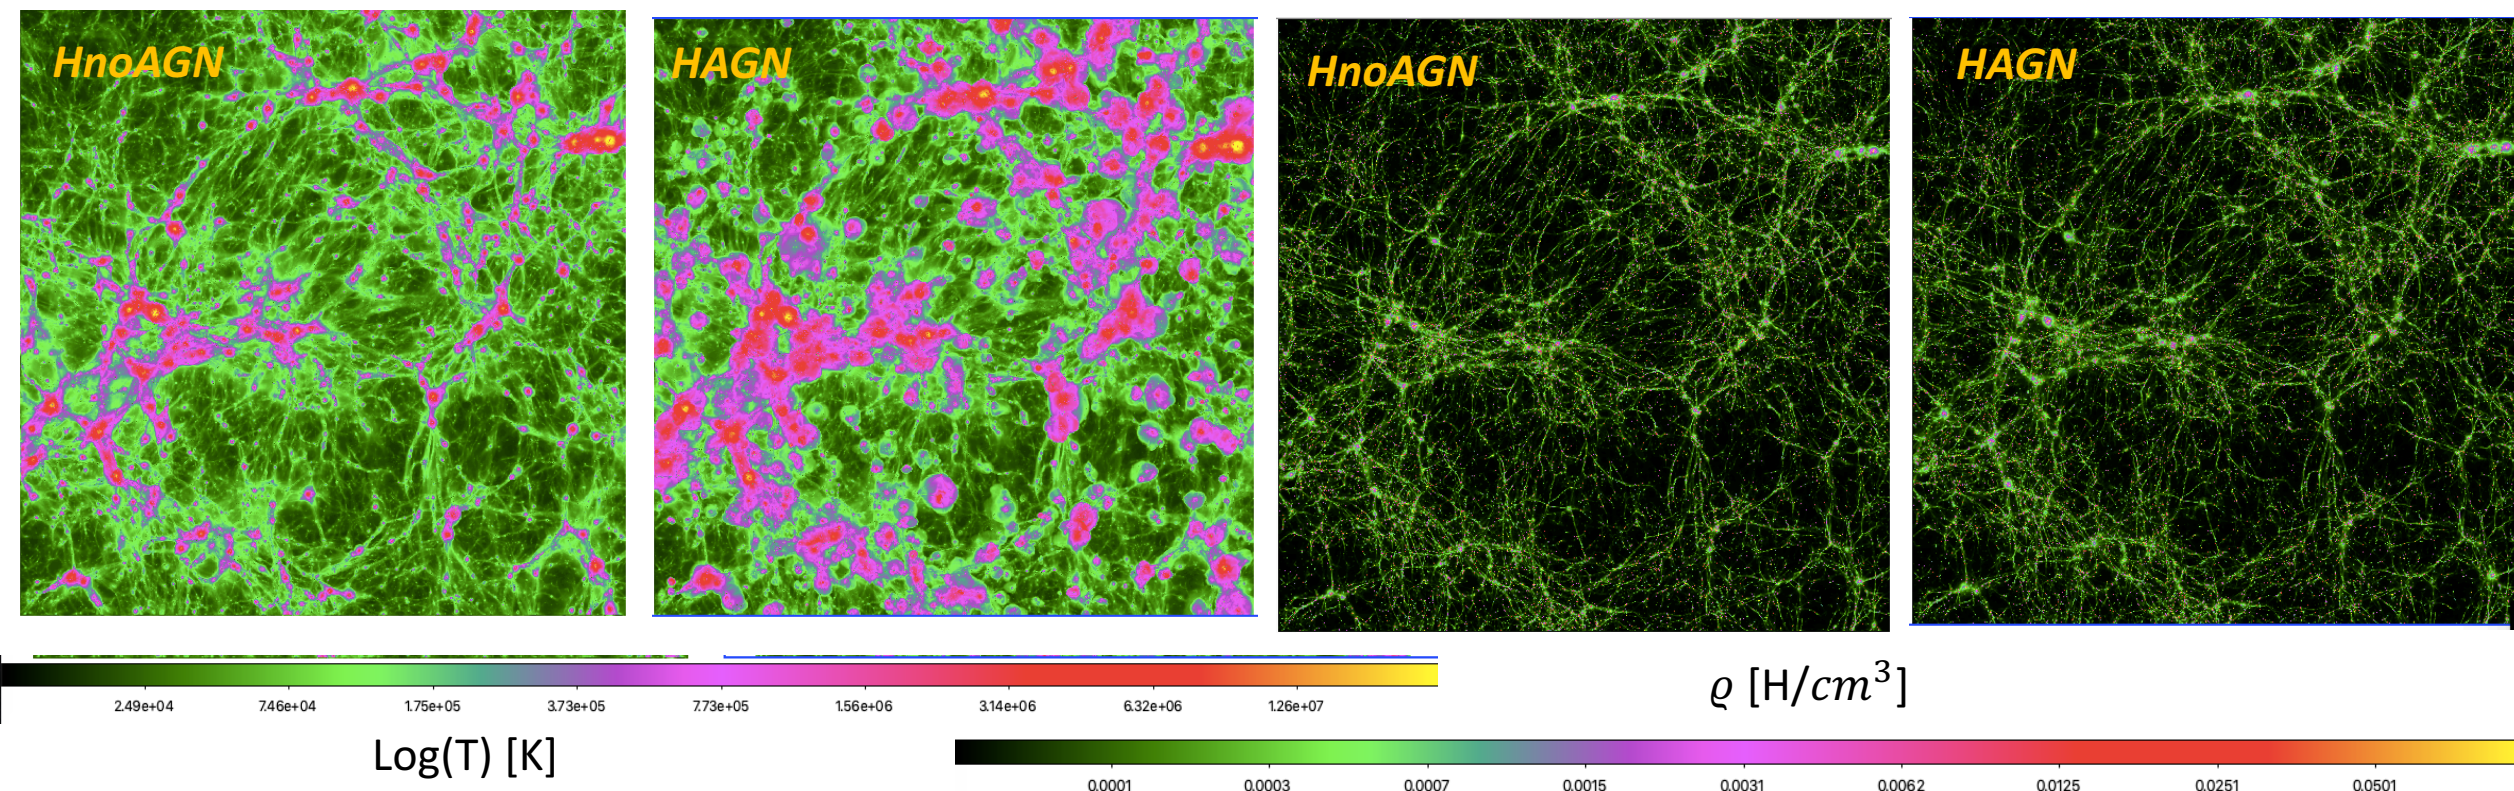 HnoAGN
HAGN
HnoAGN
HAGN
2.49e+04 7.46e+04 1.75e+05 3.73e+05 7.73e+05 1.56e+06 3.14e+06 6.32e+06 1.26e+07
Log(T) [K]
ϱ [H/cm³]
0.0001 0.0003 0.0007 0.0015 0.0031 0.0062 0.0125 0.0251 0.0501